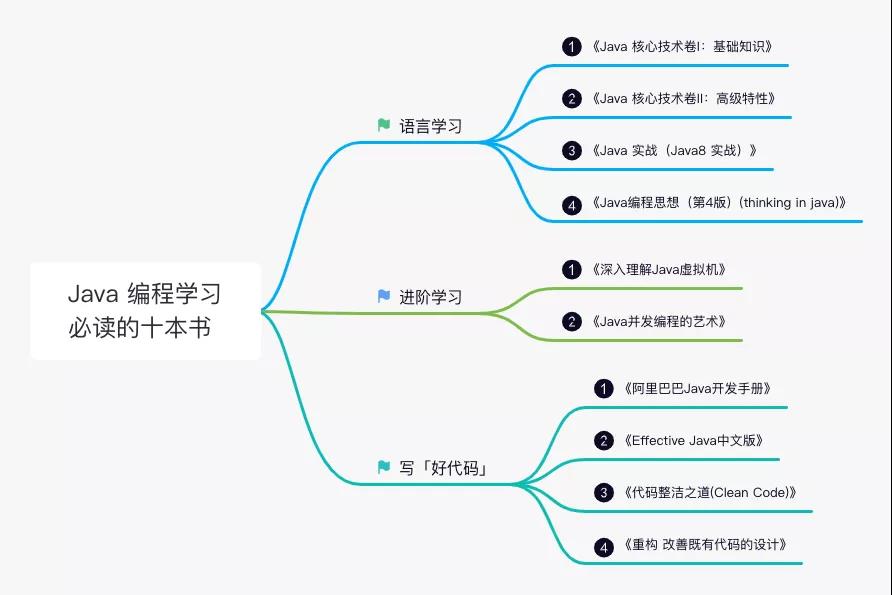 Java 编程学习
必读的十本书
语言学习
1 《Java 核心技术卷I：基础知识》
2 《Java 核心技术卷II：高级特性》
3 《Java 实战（Java8 实战）》
4 《Java编程思想（第4版）(thinking in java)》
进阶学习
1 《深入理解Java虚拟机》
2 《Java并发编程的艺术》
写「好代码」
1 《阿里巴巴Java开发手册》
2 《Effective Java中文版》
3 《代码整洁之道(Clean Code)》
4 《重构 改善既有代码的设计》